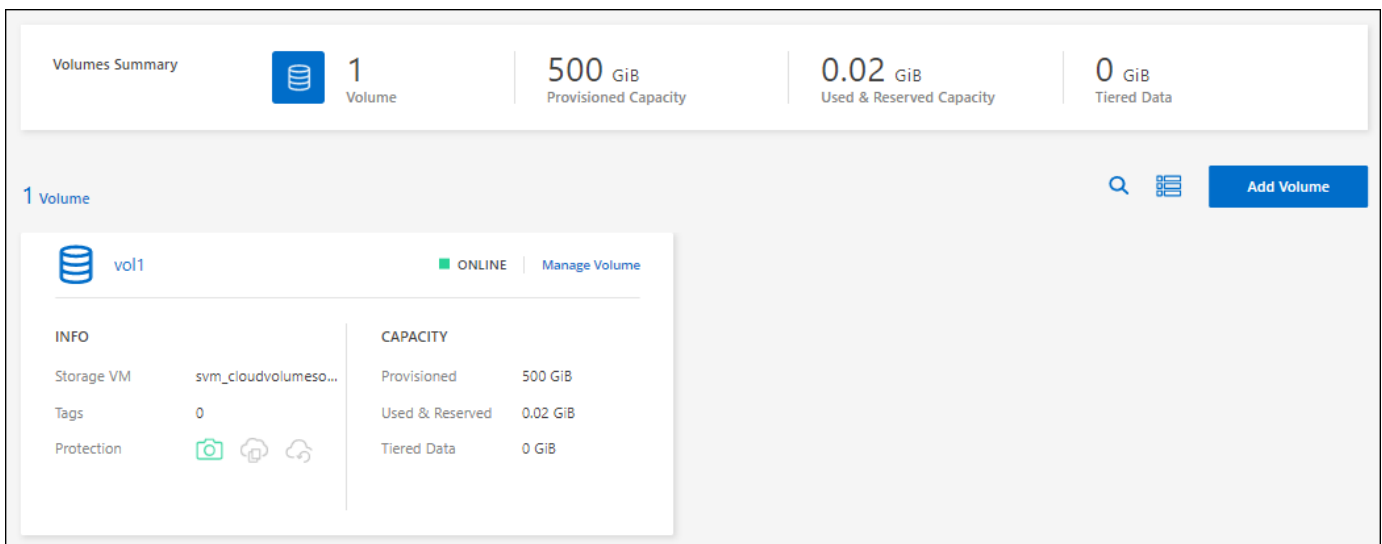 Volumes Summary
1
Volume
500 GiB
Provisioned Capacity
0.02 GiB
Used & Reserved Capacity
0 GiB
Tiered Data
1 Volume
Add Volume
vol1
ONLINE
Manage Volume
INFO
Storage VM svm_cloudvolumeso...
Tags 0
Protection
CAPACITY
Provisioned 500 GiB
Used & Reserved 0.02 GiB
Tiered Data 0 GiB